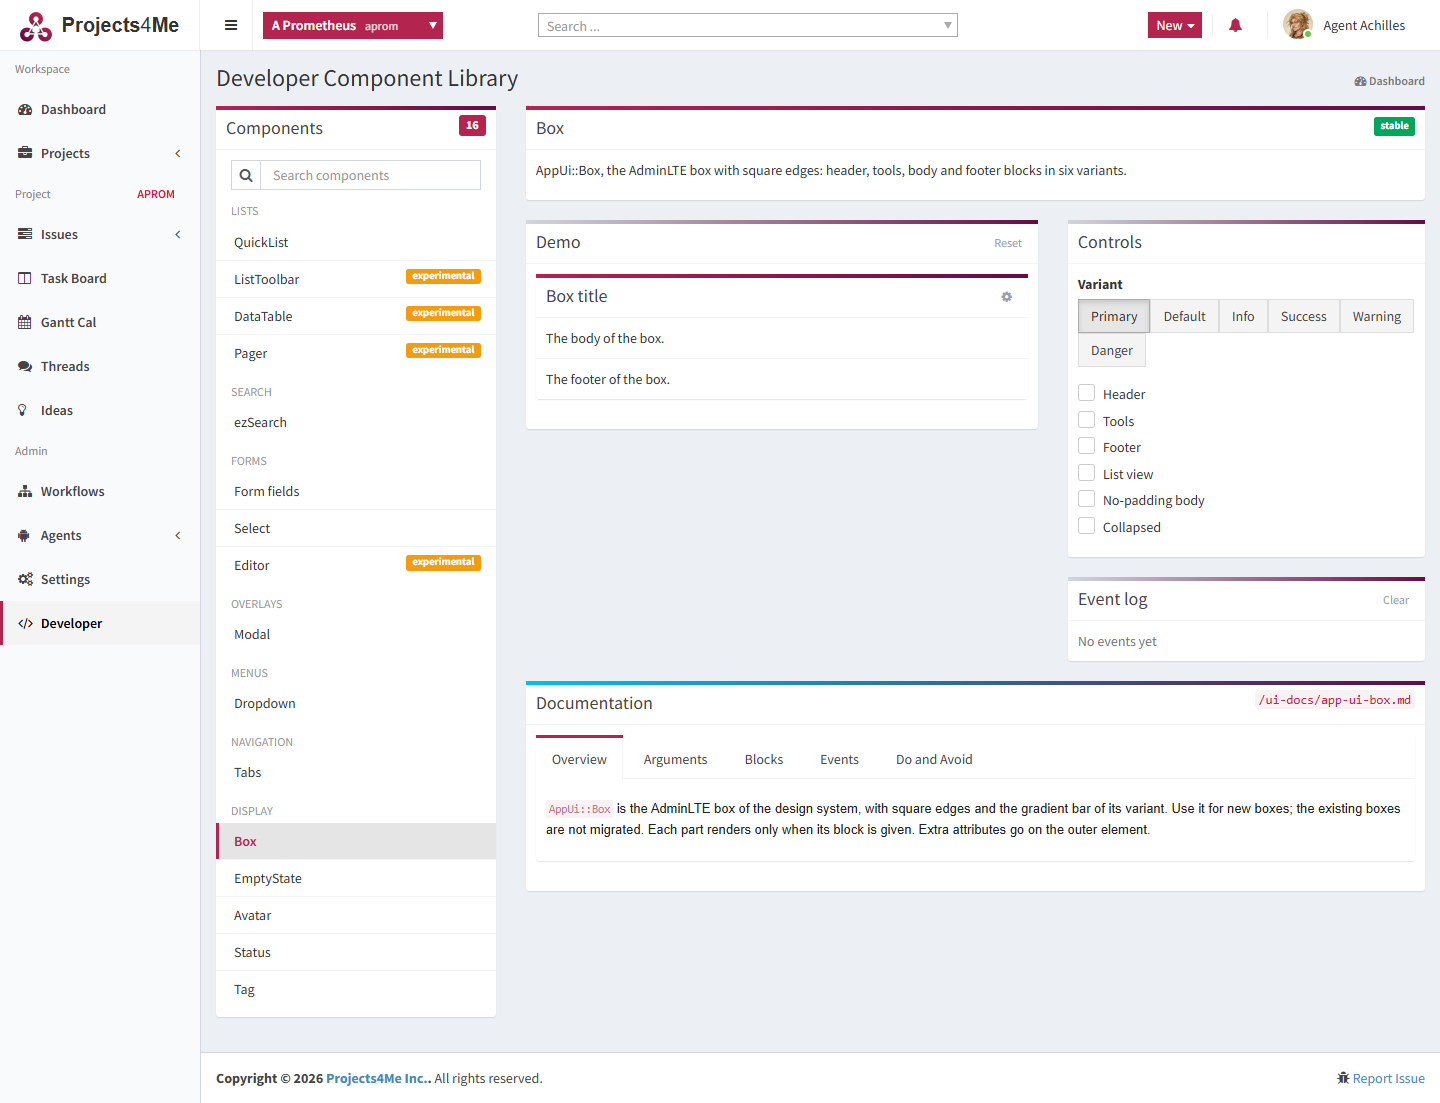 Projects4Me
A Prometheus aprom
Search ...
New
Agent Achilles
Workspace
Dashboard
Projects
Project APROM
Issues
Task Board
Gantt Cal
Threads
Ideas
Admin
Workflows
Agents
Settings
Developer
Developer Component Library
Dashboard
Components 16
Search components
LISTS
QuickList
ListToolbar experimental
DataTable experimental
Pager experimental
SEARCH
ezSearch
FORMS
Form fields
Select
Editor experimental
OVERLAYS
Modal
MENUS
Dropdown
NAVIGATION
Tabs
DISPLAY
Box
EmptyState
Avatar
Status
Tag
Box stable
AppUi::Box, the AdminLTE box with square edges: header, tools, body and footer blocks in six variants.
Demo Reset
Box title
The body of the box.
The footer of the box.
Controls
Variant
Primary Default Info Success Warning
Danger
Header
Tools
Footer
List view
No-padding body
Collapsed
Event log Clear
No events yet
Documentation /ui-docs/app-ui-box.md
Overview Arguments Blocks Events Do and Avoid
AppUi::Box is the AdminLTE box of the design system, with square edges and the gradient bar of its variant. Use it for new boxes; the existing boxes
are not migrated. Each part renders only when its block is given. Extra attributes go on the outer element.
Copyright © 2026 Projects4Me Inc.. All rights reserved.
Report Issue